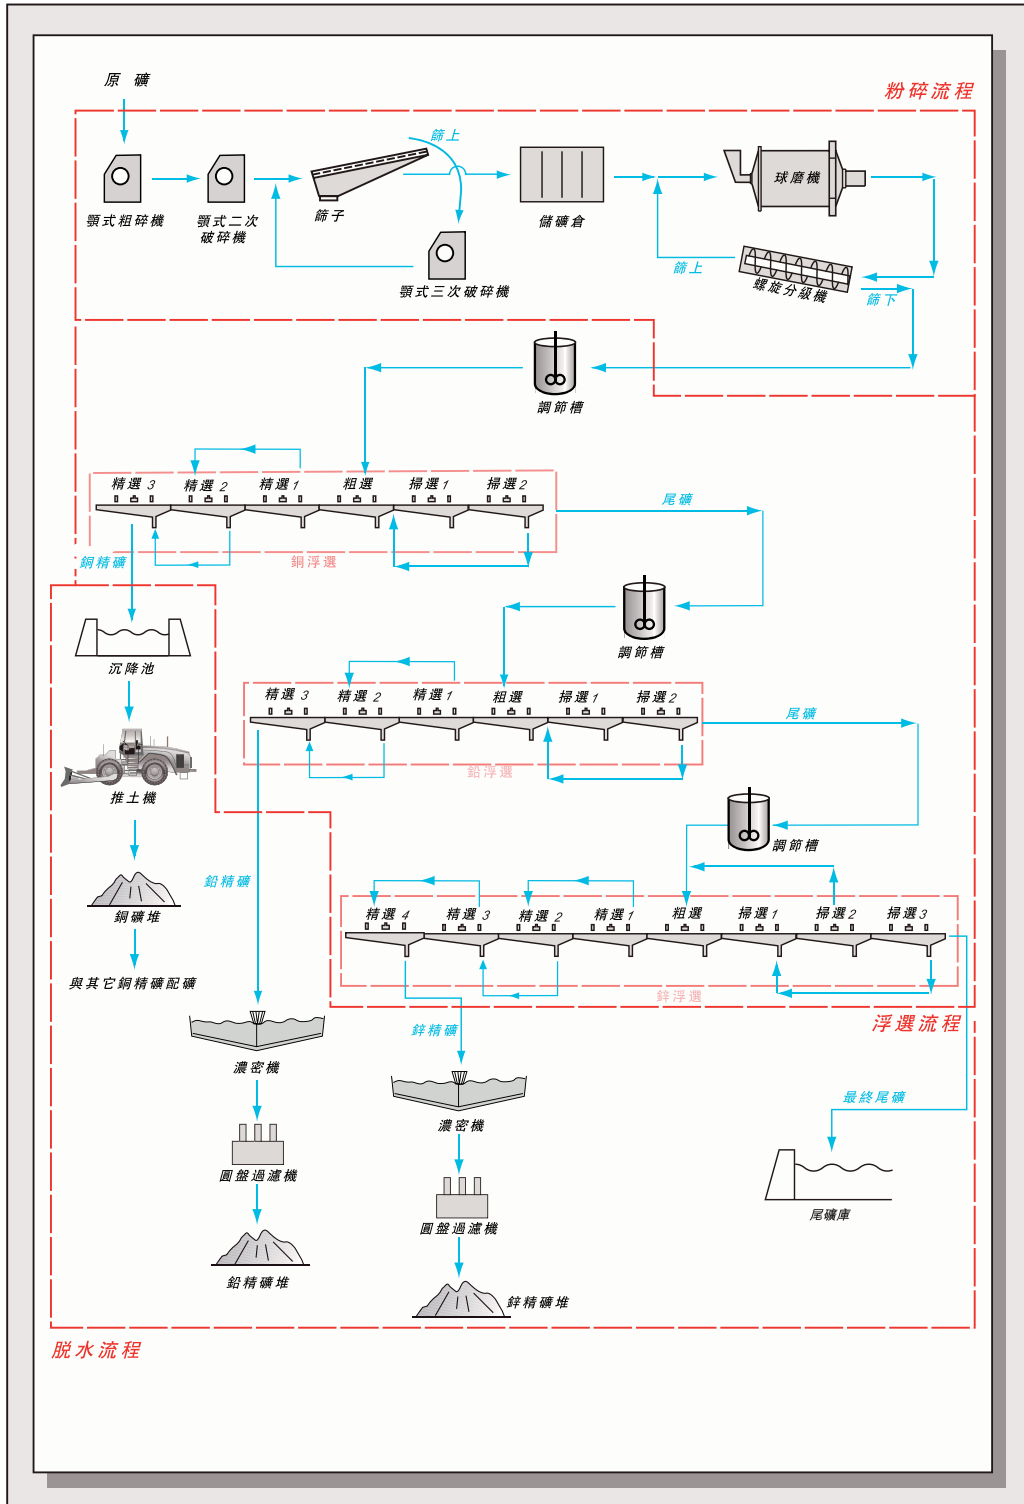 原 礦
粉碎流程
篩上
球磨機
顎式粗碎機
顎式二次
破碎機
篩子
儲礦倉
篩上
螺旋分級機
篩下
顎式三次破碎機
調節槽
精選 3
精選 2
精選 1
粗選
掃選 1
掃選 2
尾礦
銅精礦
銅浮選
調節槽
沉降池
精選 3
精選 2
精選 1
粗選
掃選 1
掃選 2
尾礦
鉛浮選
推土機
調節槽
鉛精礦
銅礦堆
精選 4
精選 3
精選 2
精選 1
粗選
掃選 1
掃選 2
掃選 3
與其它銅精礦配礦
鋅浮選
浮選流程
鋅精礦
濃密機
最終尾礦
濃密機
圓盤過濾機
尾礦庫
圓盤過濾機
鉛精礦堆
鋅精礦堆
脱水流程